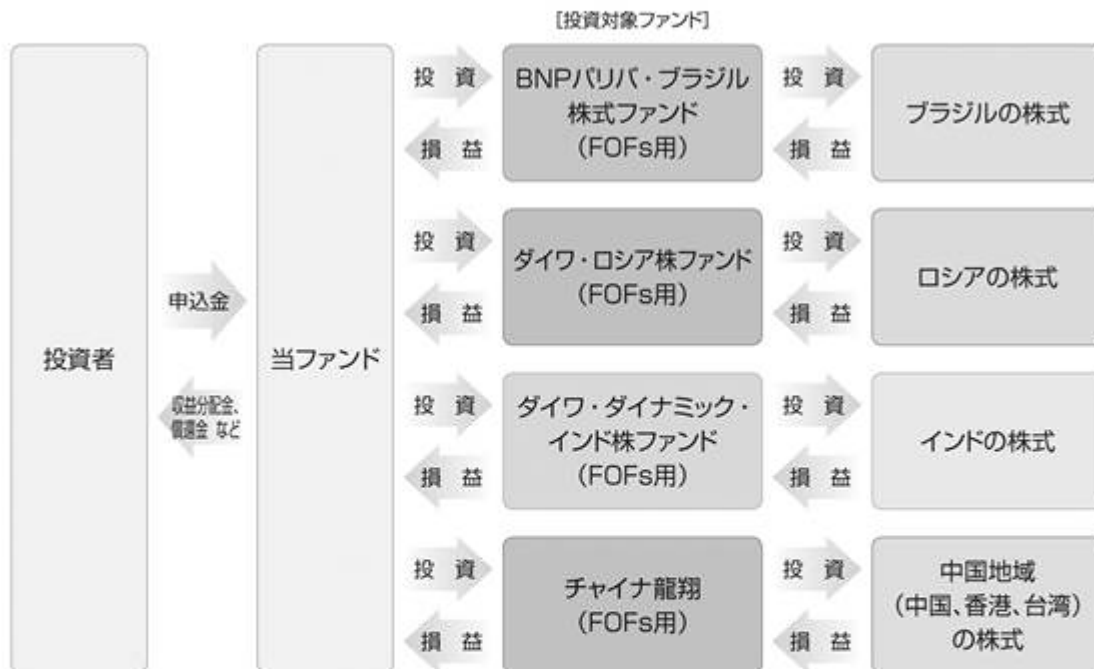 [投資対象ファンド]
投資者
申込金
収益分配金、
償還金 など
当ファンド
投 資
損 益
BNPパリバ・ブラジル
株式ファンド
(FOFs用)
投 資
損 益
ブラジルの株式
投 資
損 益
ダイワ・ロシア株ファンド
(FOFs用)
投 資
損 益
ロシアの株式
投 資
損 益
ダイワ・ダイナミック・
インド株ファンド
(FOFs用)
投 資
損 益
インドの株式
投 資
損 益
チャイナ龍翔
(FOFs用)
投 資
損 益
中国地域
(中国、香港、台湾)
の株式